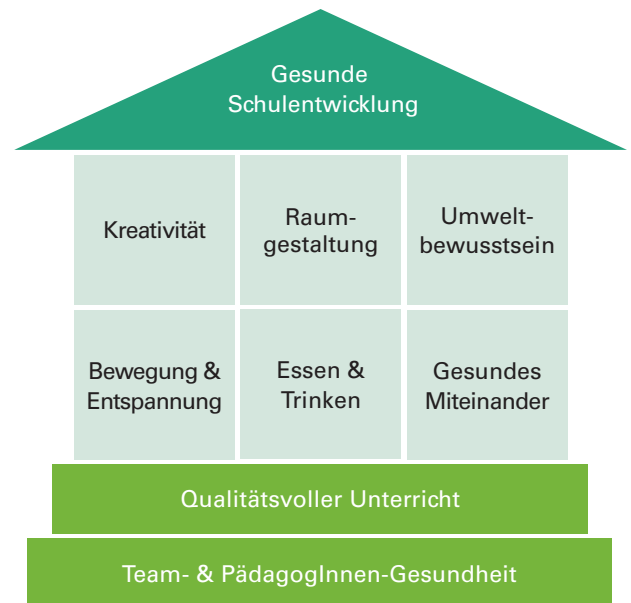 Gesunde
Schulentwicklung
Kreativität
Raum-
gestaltung
Umwelt-
bewusstsein
Bewegung &
Entspannung
Essen &
Trinken
Gesundes
Miteinander
Qualitätsvoller Unterricht
Team- & PädagogInnen-Gesundheit